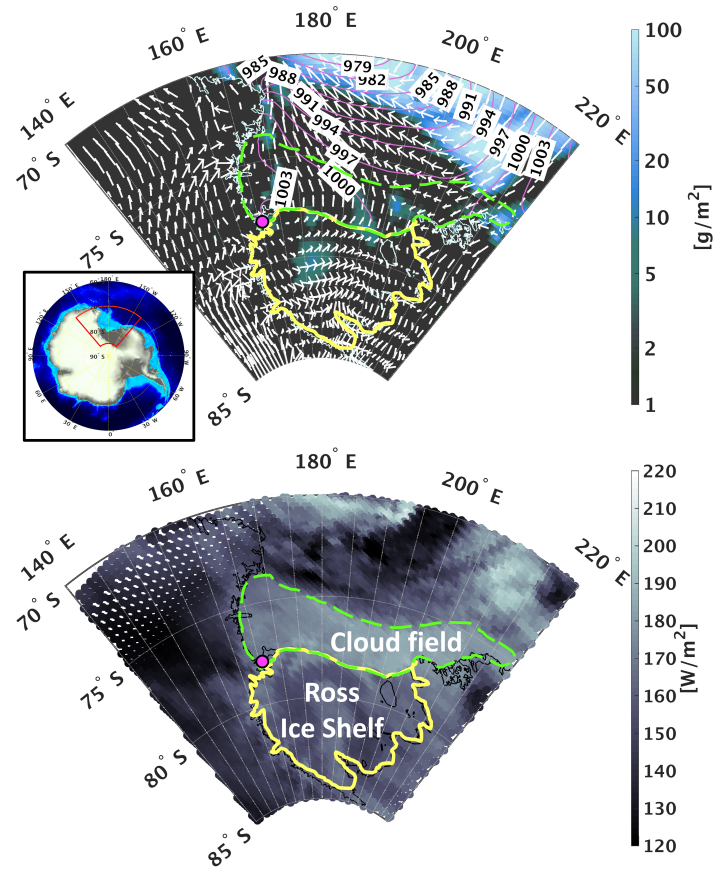 180° E
160° E
200° E
140° E
220° E
70° S
75° S
85° S
985
988
991
994
997
1000
1003
979
982
985
988
991
994
997
1000
1003
100
50
20
10
5
2
1
[g/m²]
180° E
160° E
200° E
140° E
220° E
70° S
75° S
80° S
85° S
Cloud field
Ross
Ice Shelf
220
210
200
190
180
170
160
150
140
130
120
[W/m²]